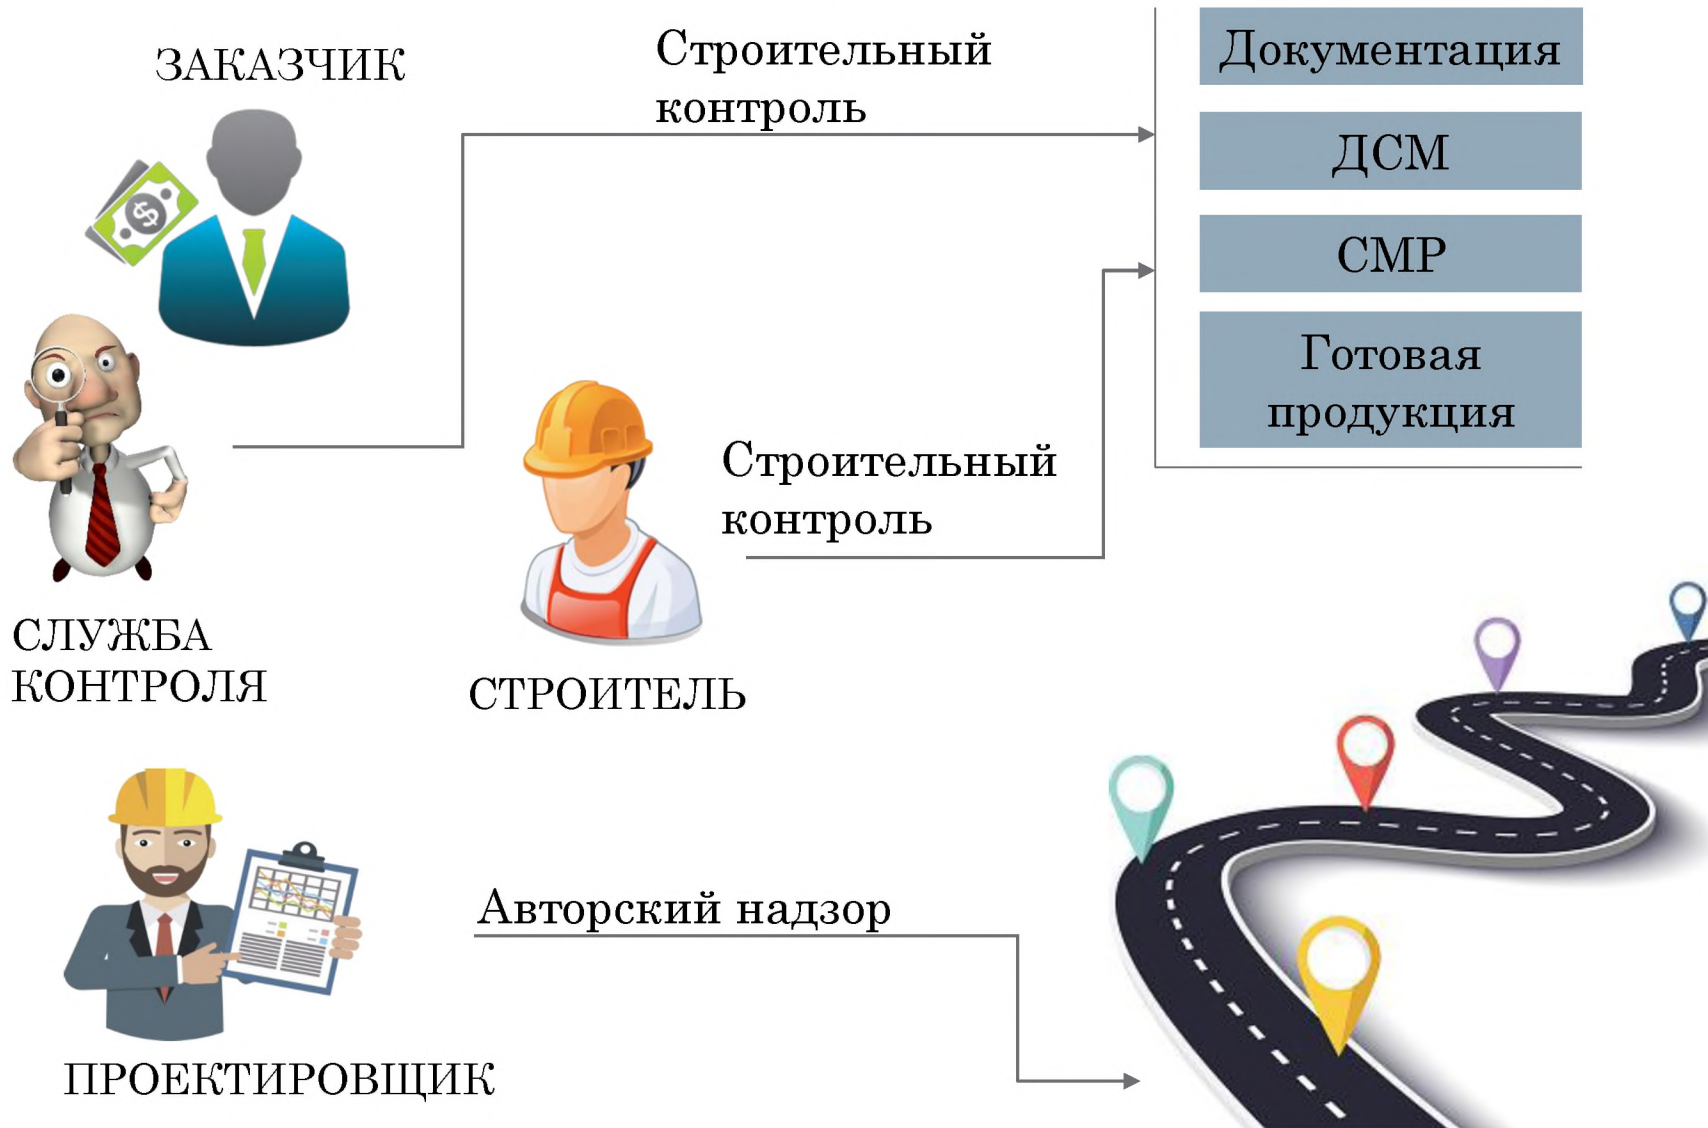 ЗАКАЗЧИК
Строительный
контроль
Документация
ДСМ
СМР
Готовая
продукция
$
Строительный
контроль
СЛУЖБА
КОНТРОЛЯ
СТРОИТЕЛЬ
Авторский надзор
ПРОЕКТИРОВЩИК